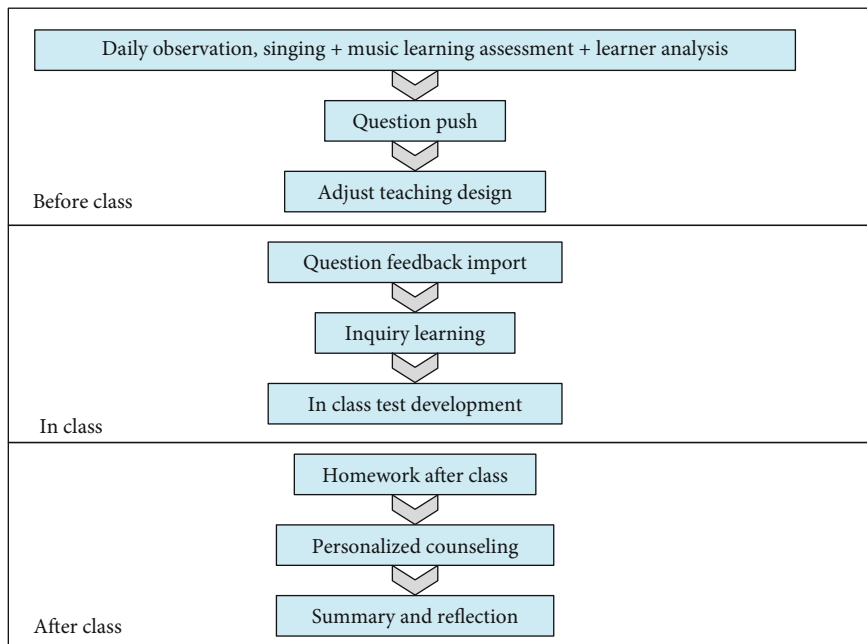 Daily observation, singing + music learning assessment + learner analysis
Question push
Adjust teaching design
Before class
Question feedback import
Inquiry learning
In class test development
In class
Homework after class
Personalized counseling
Summary and reflection
After class